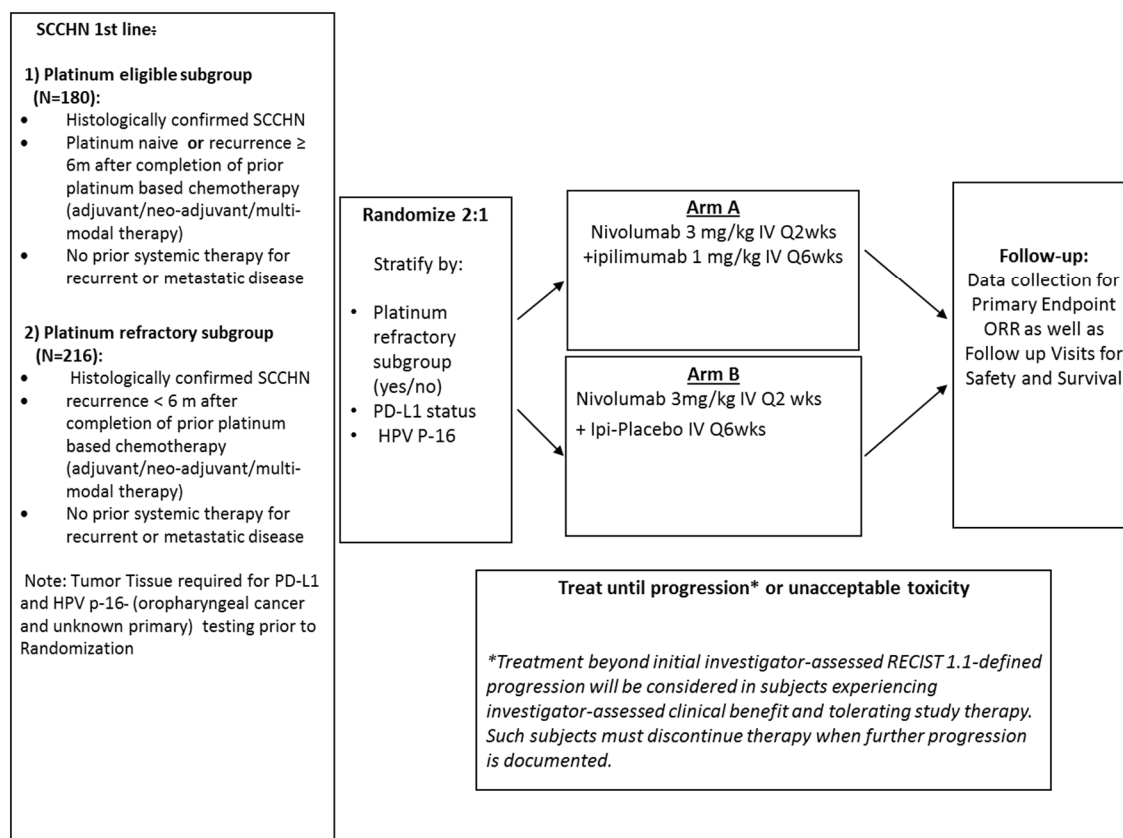 SCCHN 1st line:
1) Platinum eligible subgroup
(N=180):
• Histologically confirmed SCCHN
• Platinum naive or recurrence ≥
6m after completion of prior
platinum based chemotherapy
(adjuvant/neo-adjuvant/multi-
modal therapy)
• No prior systemic therapy for
recurrent or metastatic disease
2) Platinum refractory subgroup
(N=216):
• Histologically confirmed SCCHN
• recurrence < 6 m after
completion of prior platinum
based chemotherapy
(adjuvant/neo-adjuvant/multi-
modal therapy)
• No prior systemic therapy for
recurrent or metastatic disease
Note: Tumor Tissue required for PD-L1
and HPV p-16- (oropharyngeal cancer
and unknown primary) testing prior to
Randomization
Randomize 2:1
Stratify by:
• Platinum
refractory
subgroup
(yes/no)
• PD-L1 status
• HPV P-16
Arm A
Nivolumab 3 mg/kg IV Q2wks
+ipilimumab 1 mg/kg IV Q6wks
Arm B
Nivolumab 3mg/kg IV Q2 wks
+ Ipi-Placebo IV Q6wks
Follow-up:
Data collection for
Primary Endpoint
ORR as well as
Follow up Visits for
Safety and Survival
Treat until progression* or unacceptable toxicity
*Treatment beyond initial investigator-assessed RECIST 1.1-defined
progression will be considered in subjects experiencing
investigator-assessed clinical benefit and tolerating study therapy.
Such subjects must discontinue therapy when further progression
is documented.